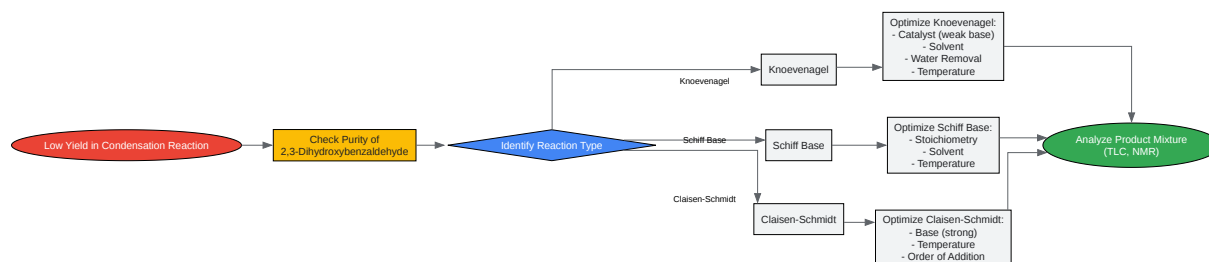 Low Yield in Condensation Reaction
Check Purity of
2,3-Dihydroxybenzaldehyde
Identify Reaction Type
Knoevenagel
Schiff Base
Claisen-Schmidt
Knoevenagel
Schiff Base
Claisen-Schmidt
Optimize Knoevenagel:
- Catalyst (weak base)
- Solvent
- Water Removal
- Temperature
Optimize Schiff Base:
- Stoichiometry
- Solvent
- Temperature
Optimize Claisen-Schmidt:
- Base (strong)
- Temperature
- Order of Addition
Analyze Product Mixture
(TLC, NMR)